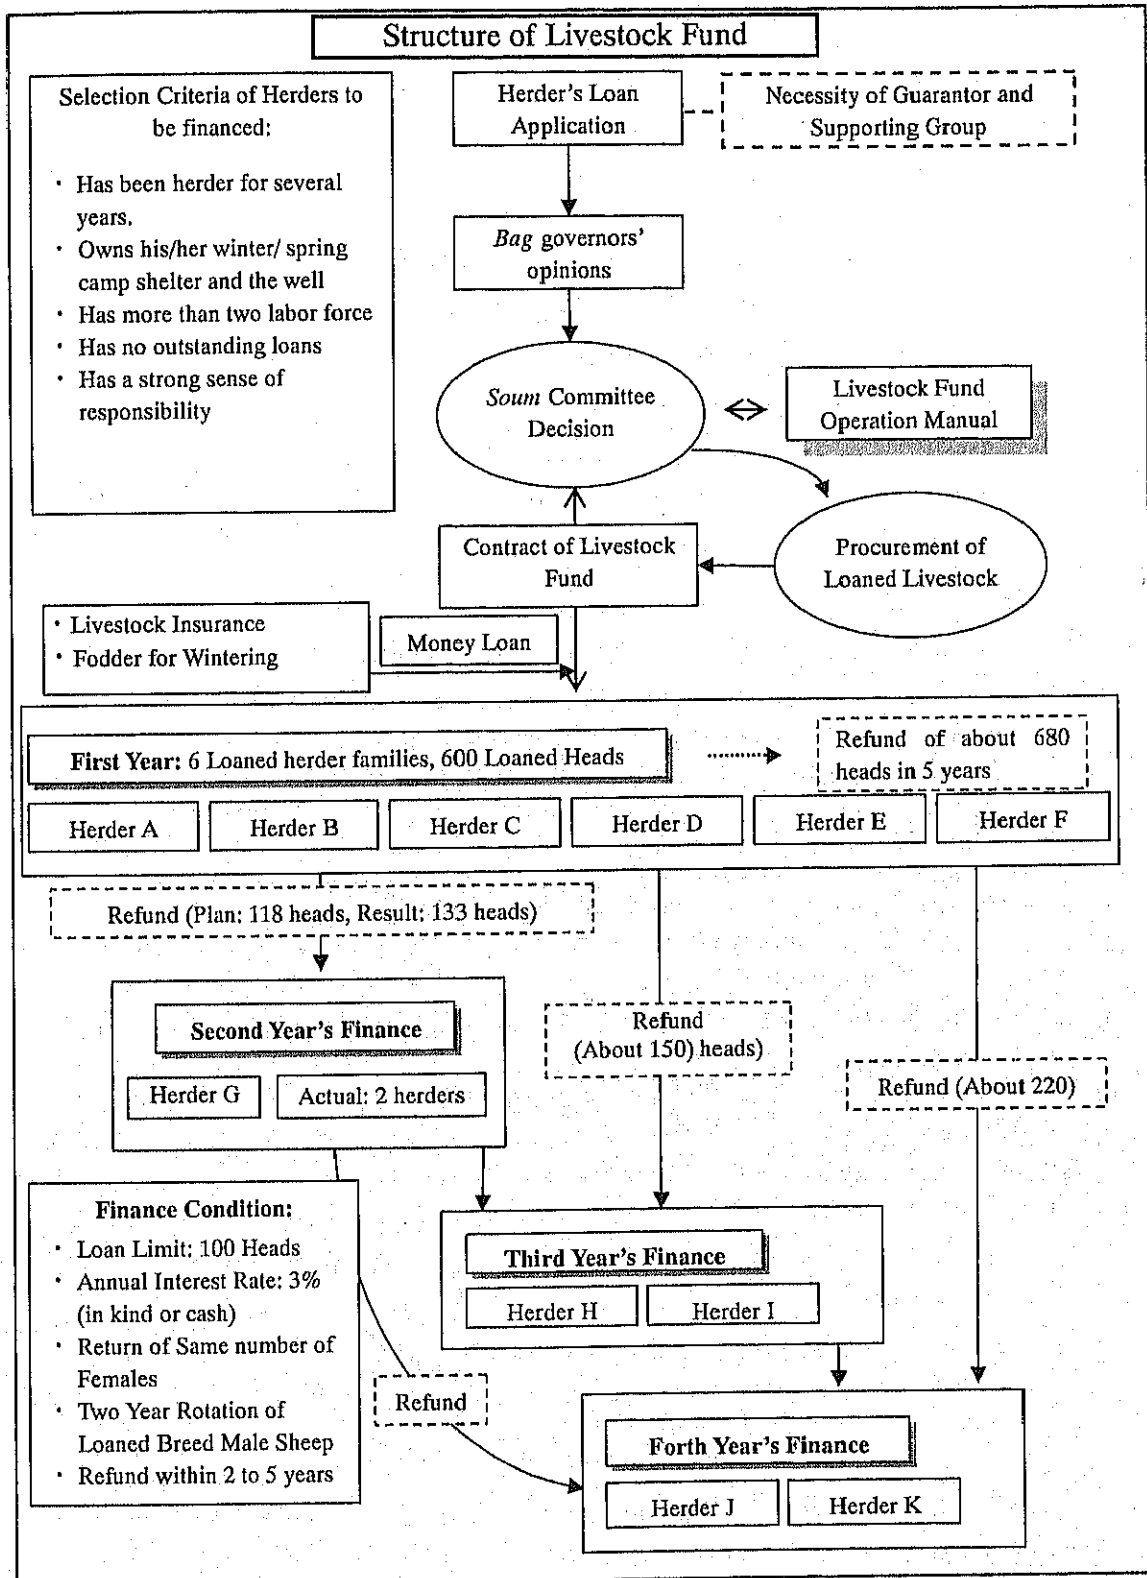 Structure of Livestock Fund
Selection Criteria of Herders to
be financed:
· Has been herder for several
years.
· Owns his/her winter/ spring
camp shelter and the well
· Has more than two labor force
· Has no outstanding loans
· Has a strong sense of
responsibility
Herder's Loan
Application
Necessity of Guarantor and
Supporting Group
Bag governors'
opinions
Soum Committee
Decision
Livestock Fund
Operation Manual
Contract of Livestock
Fund
Procurement of
Loaned Livestock
· Livestock Insurance
· Fodder for Wintering
Money Loan
First Year: 6 Loaned herder families, 600 Loaned Heads
Refund of about 680
heads in 5 years
Herder A
Herder B
Herder C
Herder D
Herder E
Herder F
Refund (Plan: 118 heads, Result: 133 heads)
Second Year's Finance
Herder G
Actual: 2 herders
Refund
(About 150) heads)
Refund (About 220)
Finance Condition:
· Loan Limit: 100 Heads
· Annual Interest Rate: 3%
(in kind or cash)
· Return of Same number of
Females
· Two Year Rotation of
Loaned Breed Male Sheep
· Refund within 2 to 5 years
Third Year's Finance
Herder H
Herder I
Refund
Forth Year's Finance
Herder J
Herder K